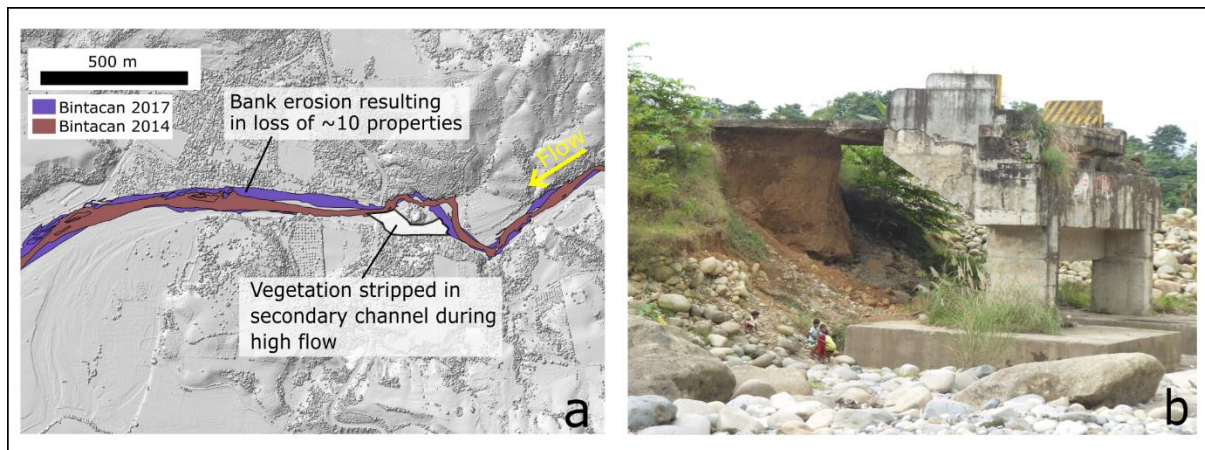 500 m
Bintacan 2017
Bintacan 2014
Bank erosion resulting
in loss of ~10 properties
Flow
Vegetation stripped in
secondary channel during
high flow
a
b